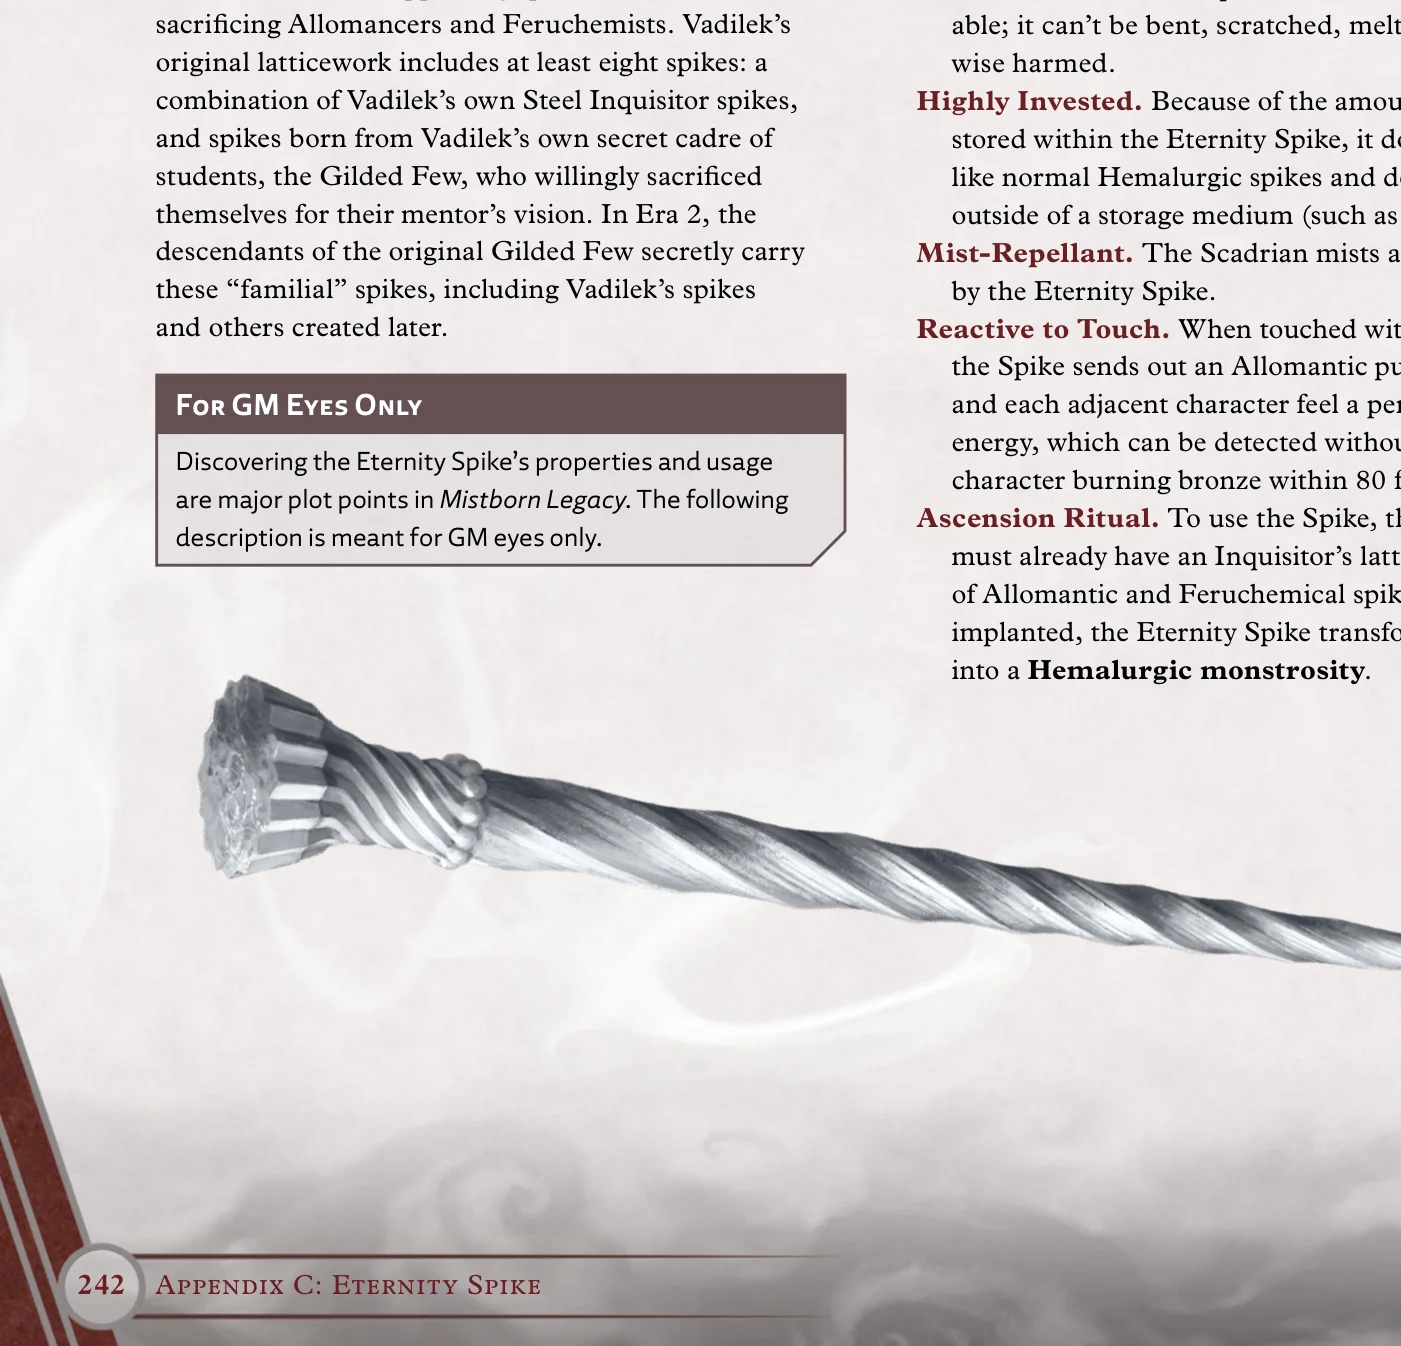 sacrificing Allomancers and Feruchemists. Vadilek’s
original latticework includes at least eight spikes: a
combination of Vadilek’s own Steel Inquisitor spikes,
and spikes born from Vadilek’s own secret cadre of
students, the Gilded Few, who willingly sacrificed
themselves for their mentor’s vision. In Era 2, the
descendants of the original Gilded Few secretly carry
these “familial” spikes, including Vadilek’s spikes
and others created later.
For GM Eyes Only
Discovering the Eternity Spike’s properties and usage
are major plot points in Mistborn Legacy. The following
description is meant for GM eyes only.
able; it can’t be bent, scratched,
wise harmed.
Highly Invested. Because of the
stored within the Eternity Spike, it
like normal Hemalurgic spikes and
outside of a storage medium (such as
Mist-Repellant. The Scadrian mists
by the Eternity Spike.
Reactive to Touch. When touched
the Spike sends out an Allomantic
and each adjacent character feel a
energy, which can be detected
character burning bronze within 80
Ascension Ritual. To use the Spike,
must already have an Inquisitor’s
of Allomantic and Feruchemical
implanted, the Eternity Spike
into a Hemalurgic monstrosity.
242 Appendix C: Eternity Spike